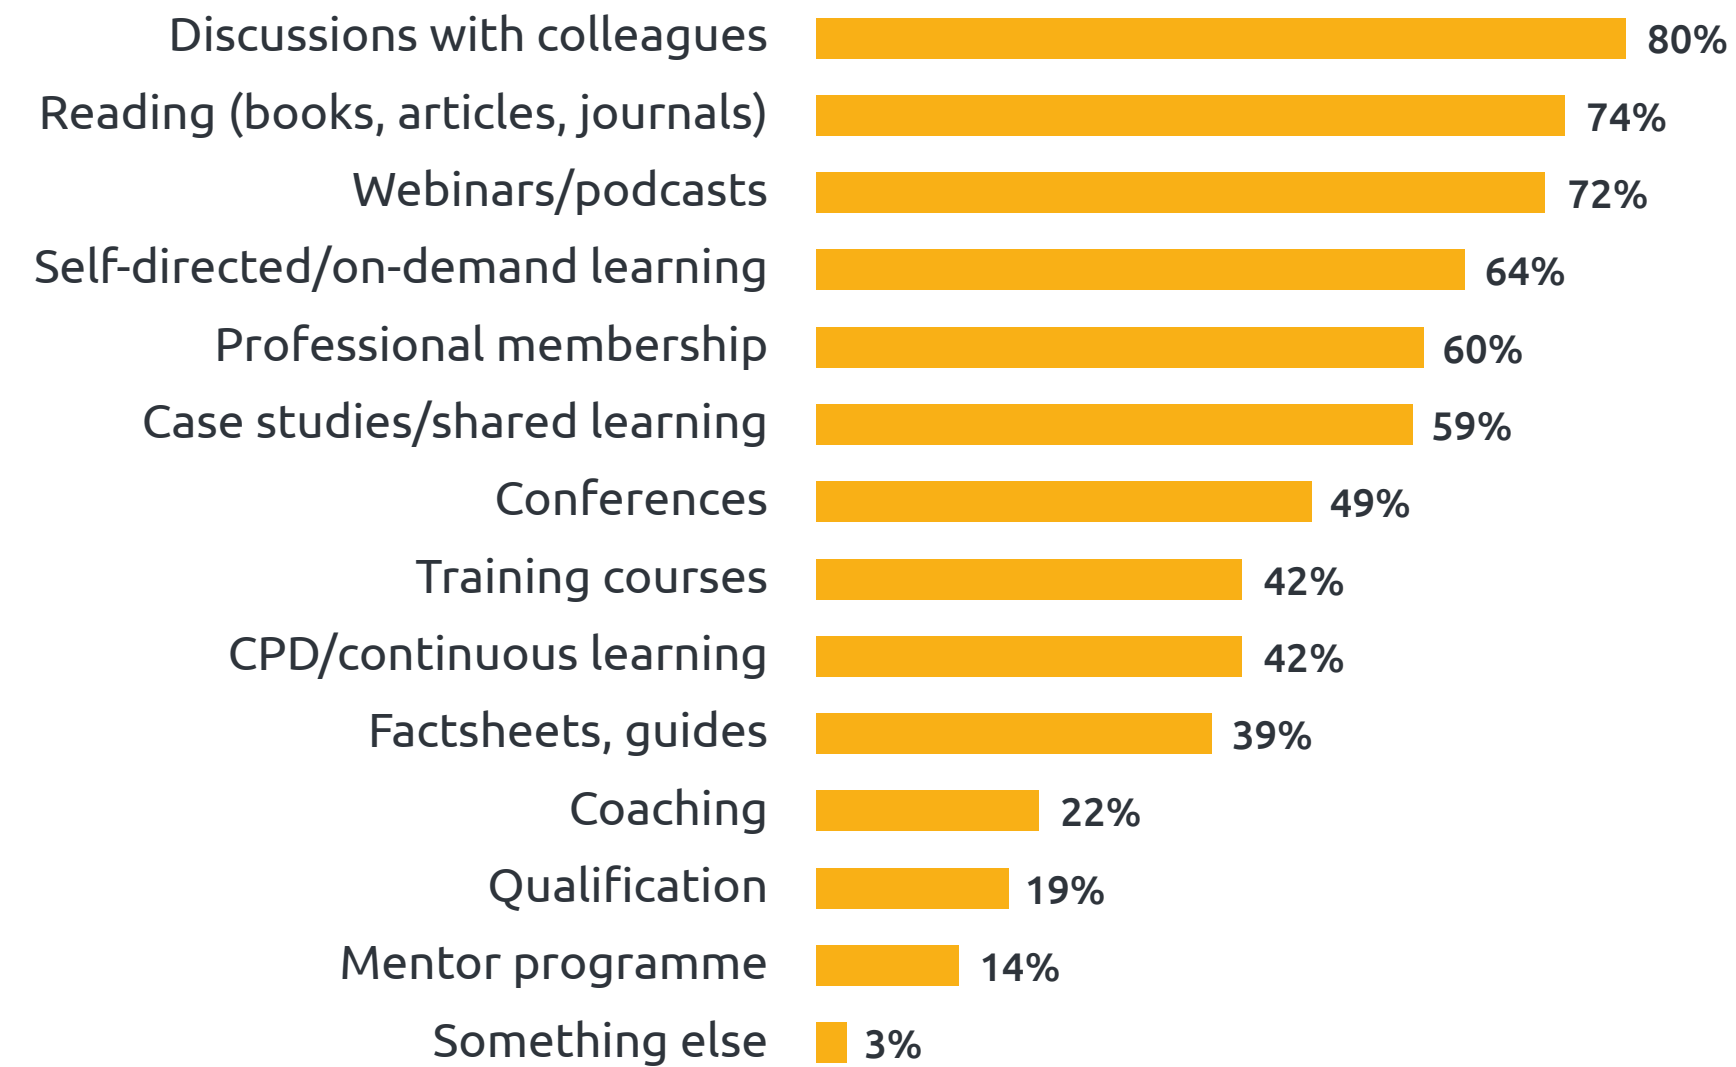 Discussions with colleagues 80%
Reading (books, articles, journals) 74%
Webinars/podcasts 72%
Self-directed/on-demand learning 64%
Professional membership 60%
Case studies/shared learning 59%
Conferences 49%
Training courses 42%
CPD/continuous learning 42%
Factsheets, guides 39%
Coaching 22%
Qualification 19%
Mentor programme 14%
Something else 3%